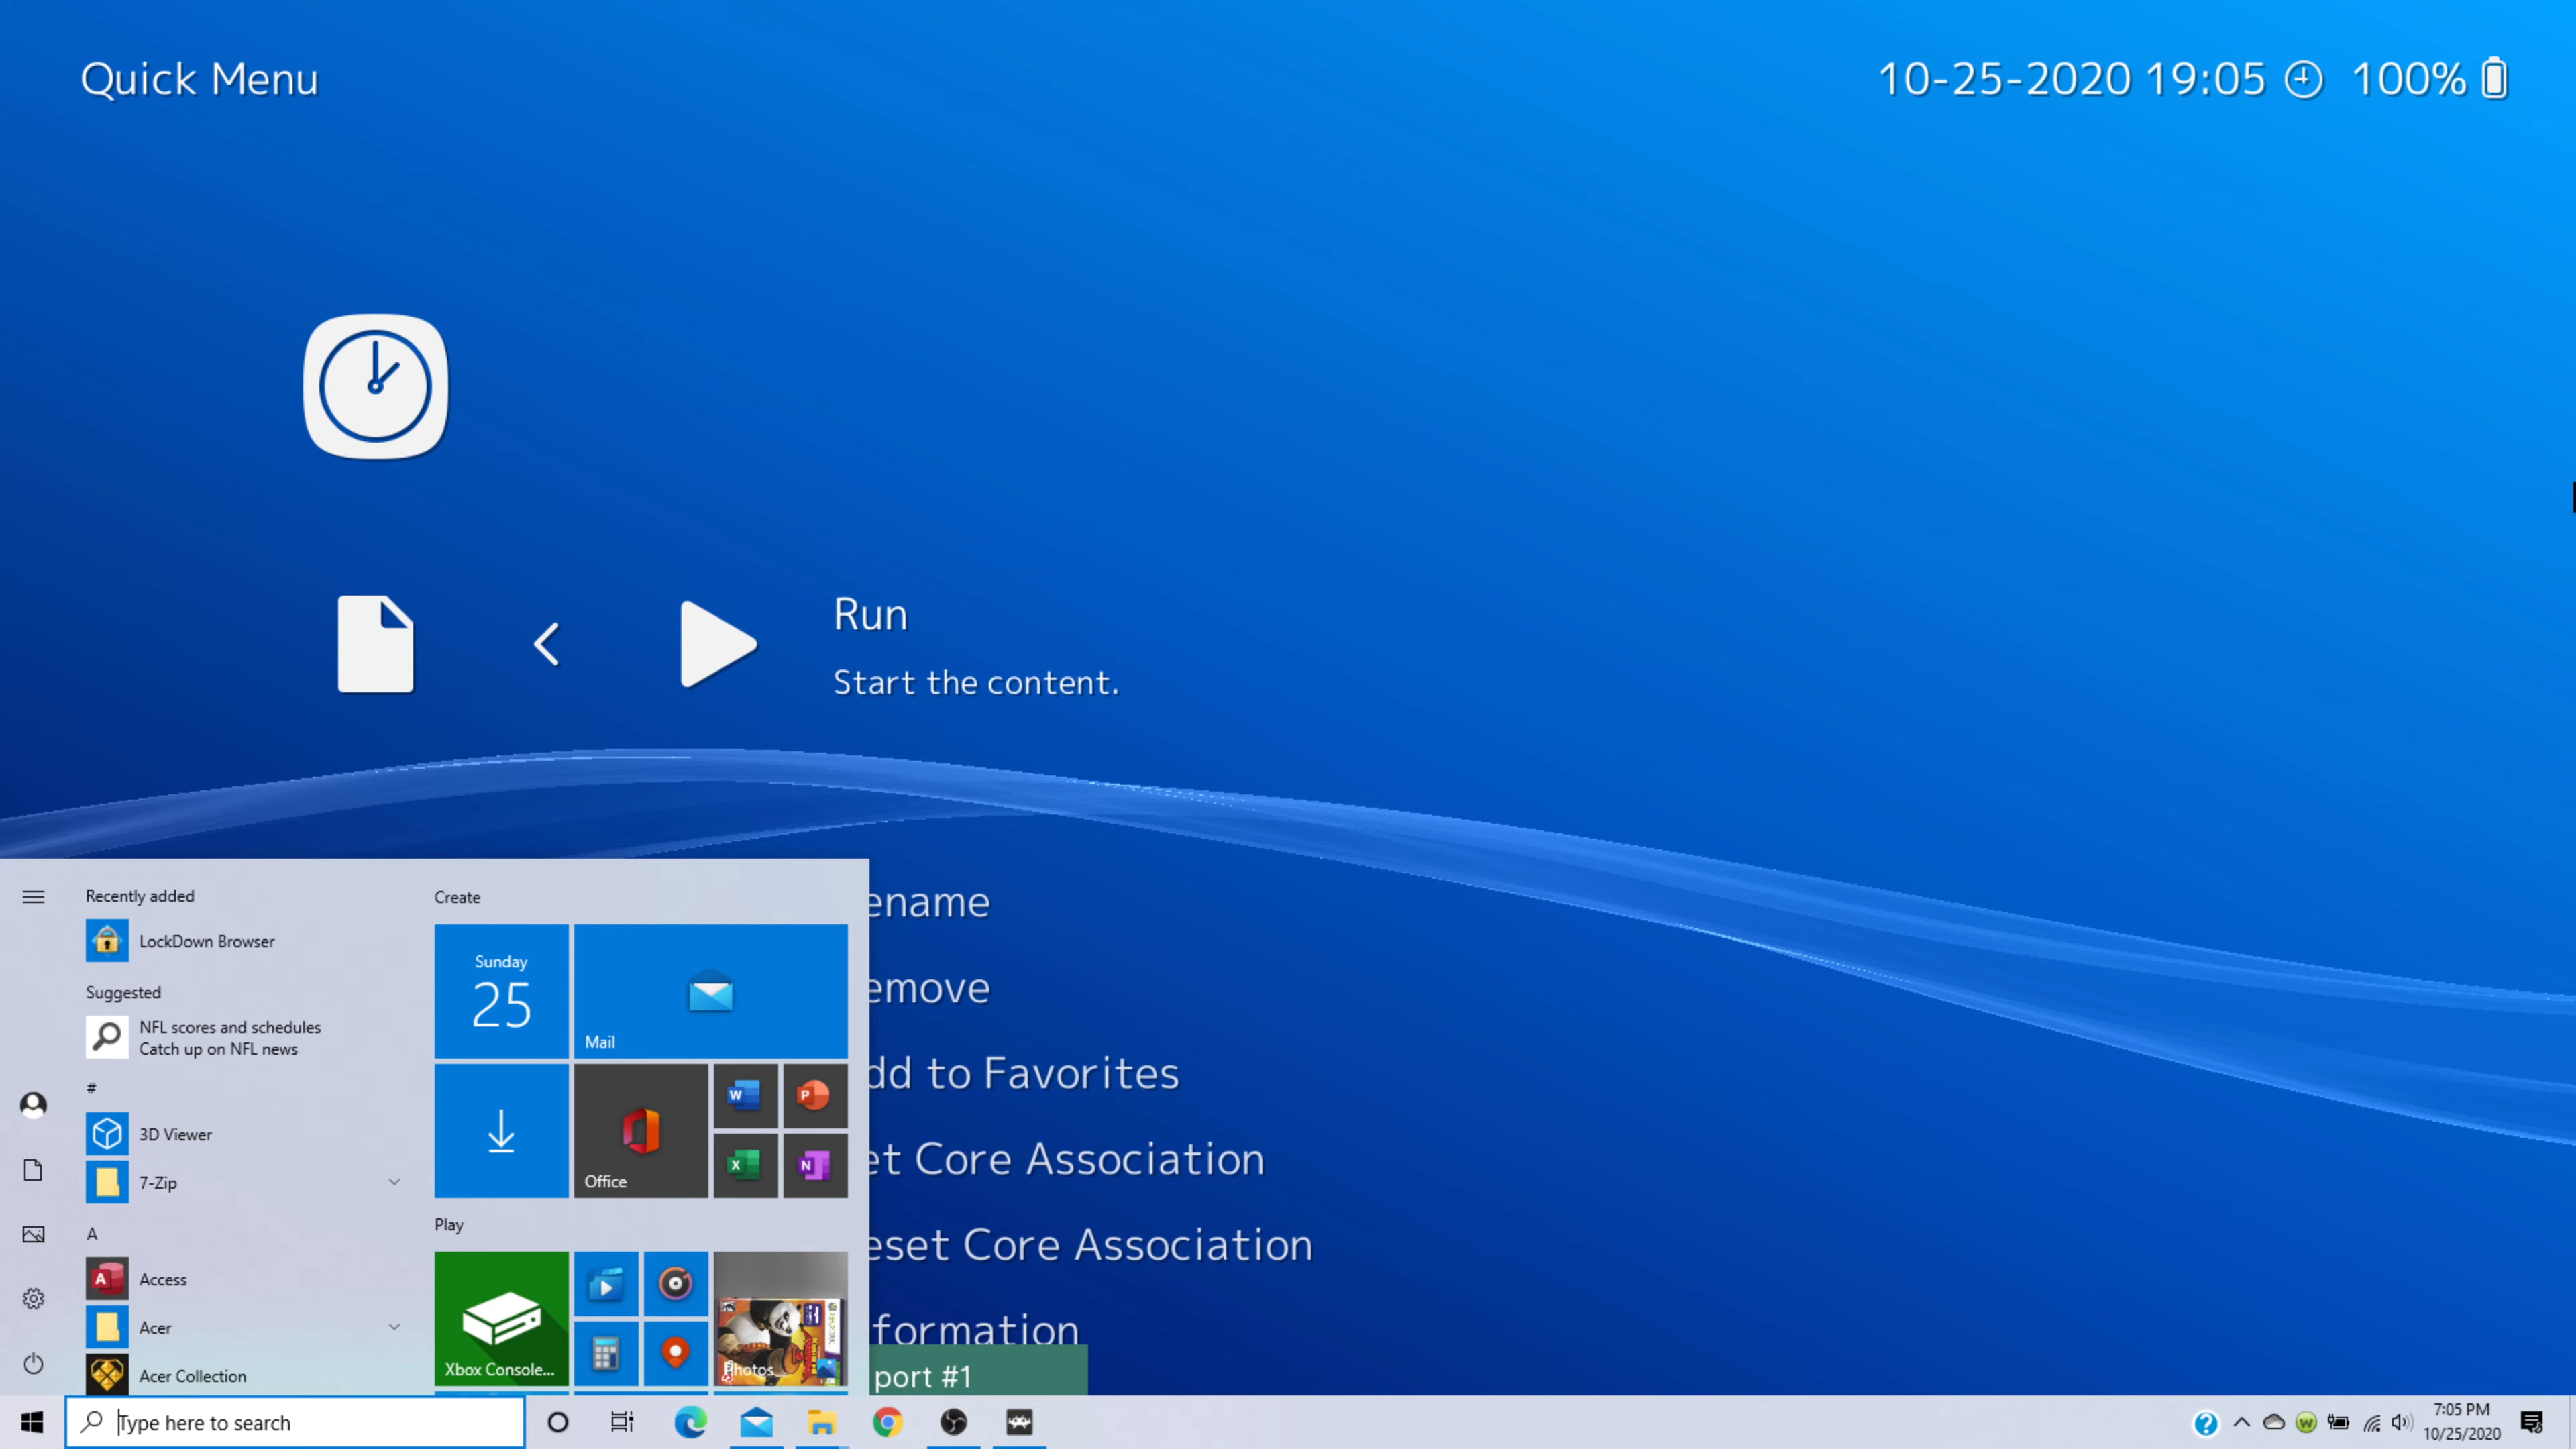 Quick Menu
10-25-2020 19:05 100%
Run
Start the content.
ename
emove
dd to Favorites
et Core Association
eset Core Association
formation
port #1
Recently added
LockDown Browser
Suggested
NFL scores and schedules
Catch up on NFL news
#
3D Viewer
7-Zip
A
Access
Acer
Acer Collection
Create
Sunday
25
Mail
Office
W
P
X
N
Play
Xbox Console...
Photos
Type here to search
7:05 PM
10/25/2020